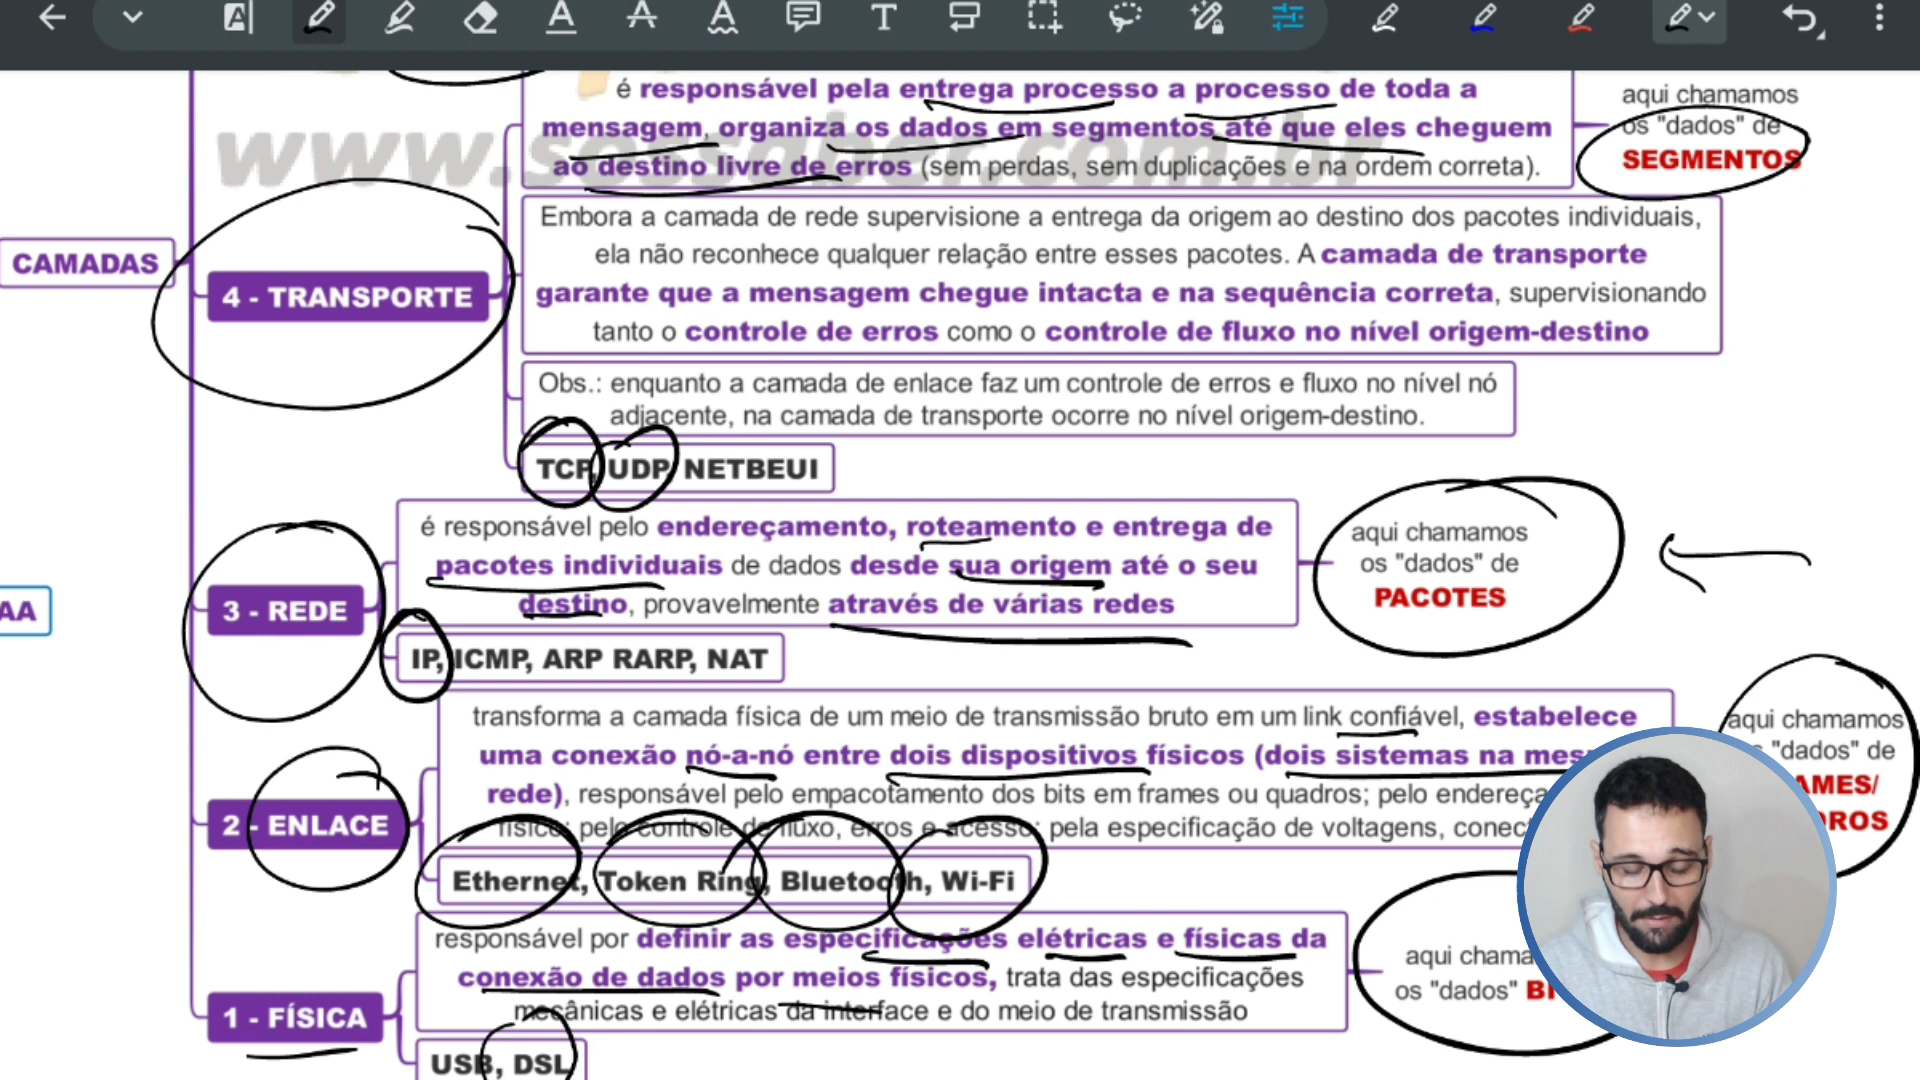 é responsável pela entrega processo a processo de toda a
mensagem, organiza os dados em segmentos até que eles cheguem
ao destino livre de erros (sem perdas, sem duplicações e na ordem correta).
aqui chamamos
os "dados" de
SEGMENTOS
CAMADAS
4 - TRANSPORTE
Embora a camada de rede supervisione a entrega da origem ao destino dos pacotes individuais,
ela não reconhece qualquer relação entre esses pacotes. A camada de transporte
garante que a mensagem chegue intacta e na sequência correta, supervisionando
tanto o controle de erros como o controle de fluxo no nível origem-destino
Obs.: enquanto a camada de enlace faz um controle de erros e fluxo no nível nó
adjacente, na camada de transporte ocorre no nível origem-destino.
TCP, UDP, NETBEUI
AA
3 - REDE
é responsável pelo endereçamento, roteamento e entrega de
pacotes individuais de dados desde sua origem até o seu
destino, provavelmente através de várias redes
aqui chamamos
os "dados" de
PACOTES
IP, ICMP, ARP RARP, NAT
2 - ENLACE
transforma a camada física de um meio de transmissão bruto em um link confiável, estabelece
uma conexão nó-a-nó entre dois dispositivos físicos (dois sistemas na mes
rede), responsável pelo empacotamento dos bits em frames ou quadros; pelo endereça
físico; pelo controle de fluxo, erros e acesso; pela especificação de voltagens, conec
aqui chamamos
"dados" de
AMES/
DROS
Ethernet, Token Ring, Bluetooth, Wi-Fi
1 - FÍSICA
responsável por definir as especificações elétricas e físicas da
conexão de dados por meios físicos, trata das especificações
mecânicas e elétricas da interface e do meio de transmissão
aqui chama
os "dados" BI
USB, DSL